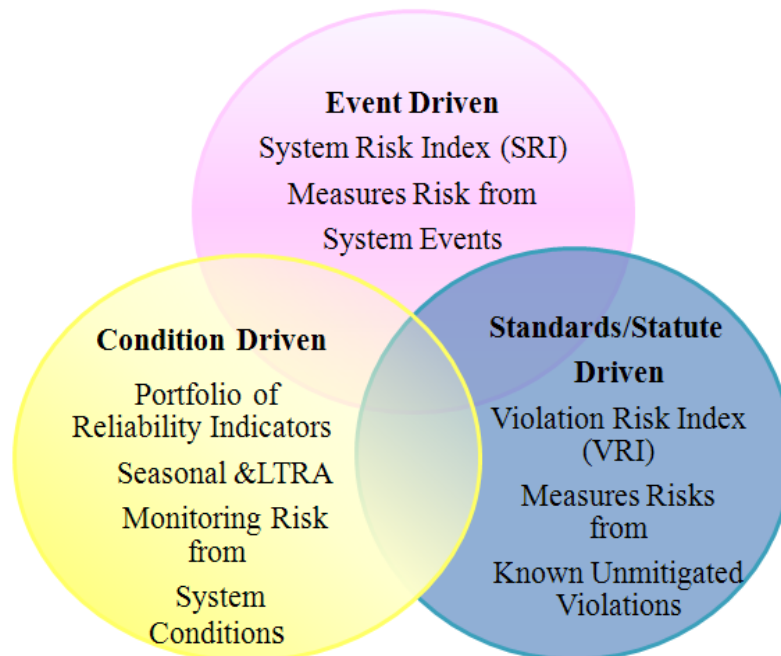 Event Driven
System Risk Index (SRI)
Measures Risk from
System Events
Condition Driven
Portfolio of
Reliability Indicators
Seasonal &LTRA
Monitoring Risk
from
System
Conditions
Standards/Statute
Driven
Violation Risk Index
(VRI)
Measures Risks
from
Known Unmitigated
Violations